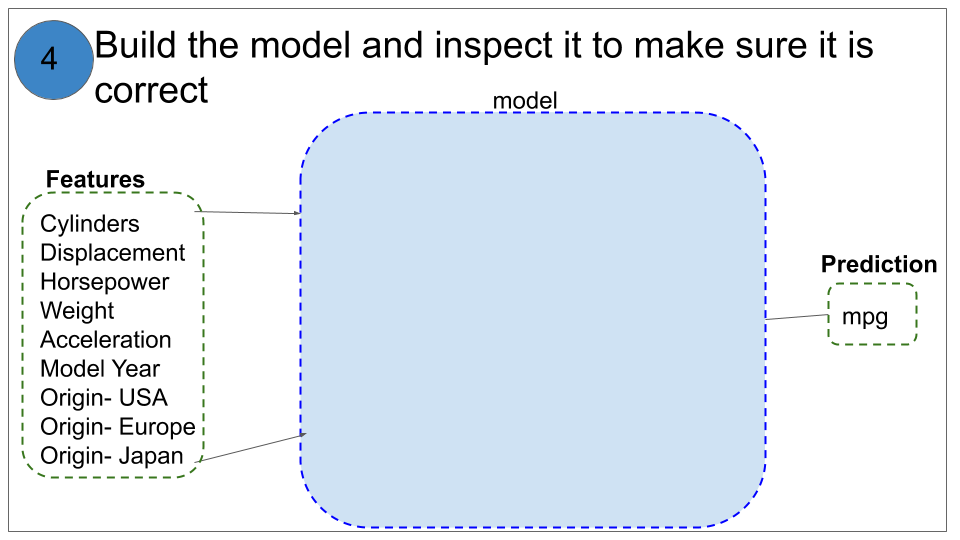 4
Build the model and inspect it to make sure it is
correct
model
Features
Cylinders
Displacement
Horsepower
Weight
Acceleration
Model Year
Origin- USA
Origin- Europe
Origin- Japan
Prediction
mpg